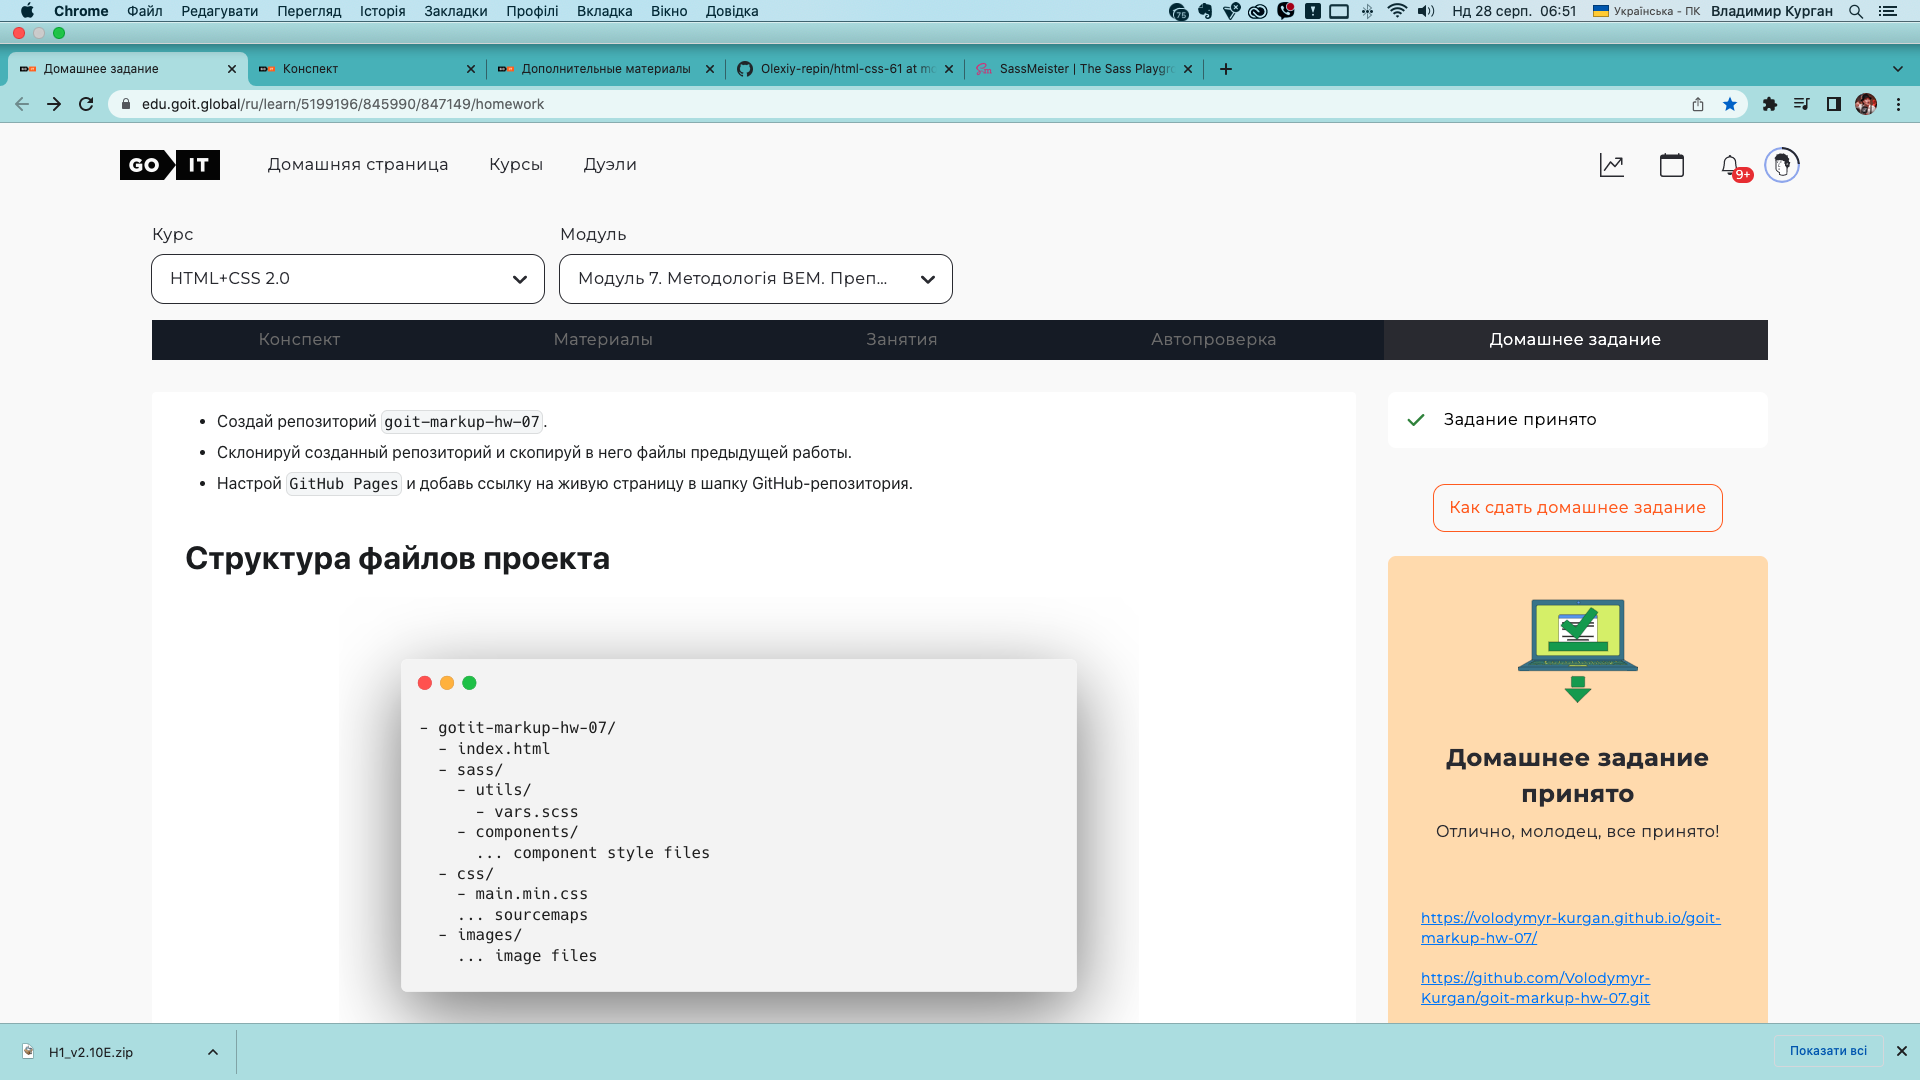 Chrome Файл Редагувати Перегляд Історія Закладки Профілі Вкладка Вікно Довідка 75 Нд 28 серп. 06:51 Українська - ПК Владимир Курган
Домашнее задание Конспект Дополнительные материалы Olexiy-repin/html-css-61 at SassMeister | The Sass
edu.goit.global/ru/learn/5199196/845990/847149/homework
GO IT Домашняя страница Курсы Дуэли 9+
Курс Модуль
HTML+CSS 2.0 Модуль 7. Методологія BEM. Преп...
Конспект Материалы Занятия Автопроверка Домашнее задание
• Создай репозиторий goit-markup-hw-07.
• Склонируй созданный репозиторий и скопируй в него файлы предыдущей работы.
• Настрой GitHub Pages и добавь ссылку на живую страницу в шапку GitHub-репозитория.
Структура файлов проекта
- gotit-markup-hw-07/
- index.html
- sass/
- utils/
- vars.scss
- components/
... component style files
- css/
- main.min.css
... sourcemaps
- images/
... image files
Задание принято
Как сдать домашнее задание
Домашнее задание
принято
Отлично, молодец, все принято!
https://volodymyr-kurgan.github.io/goit-
markup-hw-07/
https://github.com/Volodymyr-
Kurgan/goit-markup-hw-07.git
H1_v2.10E.zip Показати всі